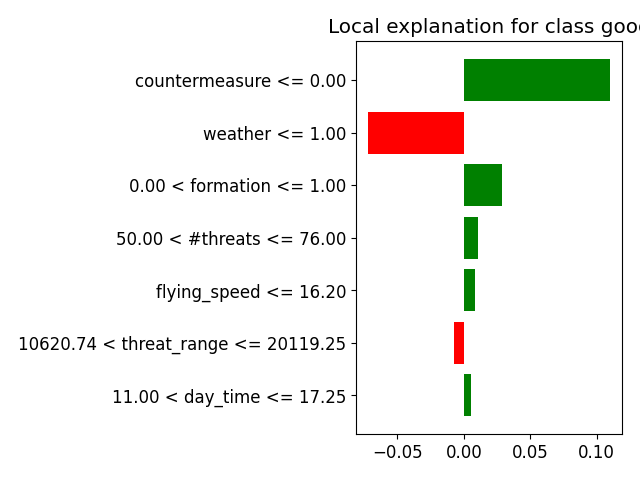 Local explanation for class good
countermeasure <= 0.00
weather <= 1.00
0.00 < formation <= 1.00
50.00 < #threats <= 76.00
flying_speed <= 16.20
10620.74 < threat_range <= 20119.25
11.00 < day_time <= 17.25
−0.05 0.00 0.05 0.10